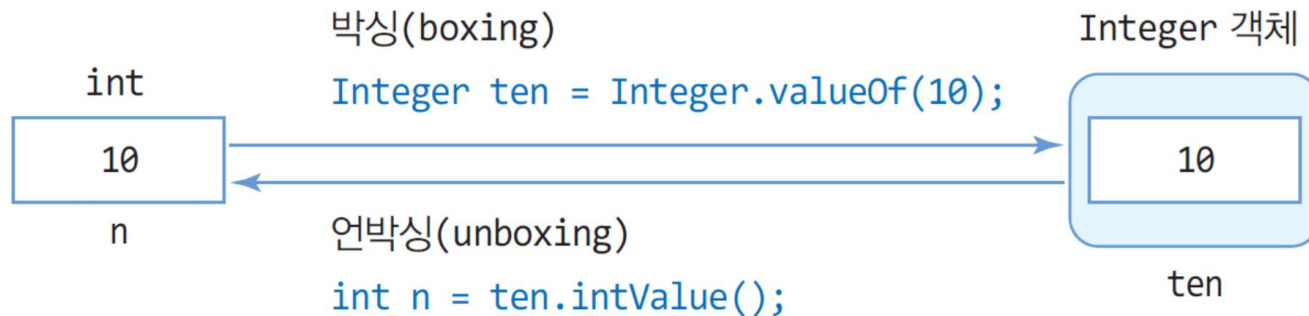 박싱(boxing)
Integer 객체
int
Integer ten = Integer.valueOf(10);
10
10
n
언박싱(unboxing)
ten
int n = ten.intValue();